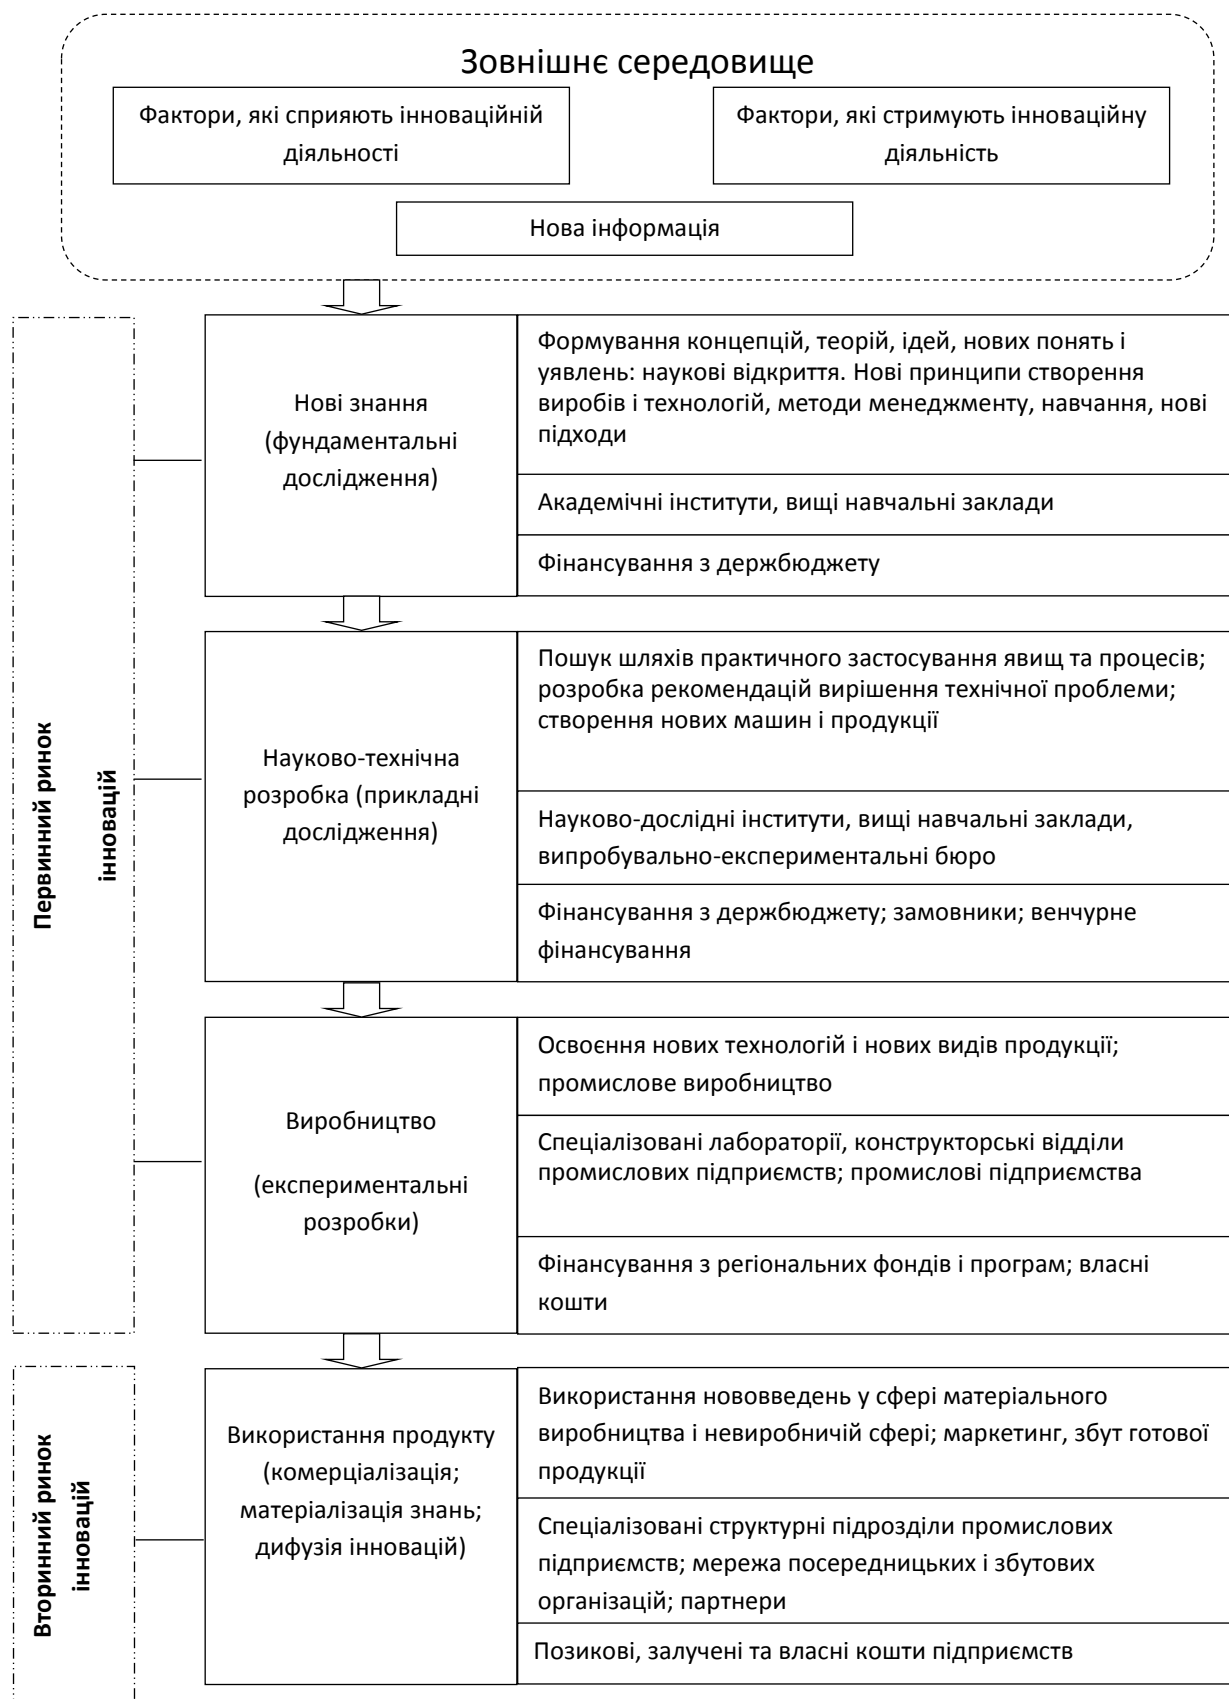 Зовнішнє середовище
Фактори, які сприяють інноваційній
діяльності
Фактори, які стримують інноваційну
діяльність
Нова інформація
Первинний ринок
інновацій
Нові знання
(фундаментальні
дослідження)
Формування концепцій, теорій, ідей, нових понять і
уявлень: наукові відкриття. Нові принципи створення
виробів і технологій, методи менеджменту, навчання, нові
підходи
Академічні інститути, вищі навчальні заклади
Фінансування з держбюджету
Науково-технічна
розробка (прикладні
дослідження)
Пошук шляхів практичного застосування явищ та процесів;
розробка рекомендацій вирішення технічної проблеми;
створення нових машин і продукції
Науково-дослідні інститути, вищі навчальні заклади,
випробувально-експериментальні бюро
Фінансування з держбюджету; замовники; венчурне
фінансування
Виробництво
(експериментальні
розробки)
Освоєння нових технологій і нових видів продукції;
промислове виробництво
Спеціалізовані лабораторії, конструкторські відділи
промислових підприємств; промислові підприємства
Фінансування з регіональних фондів і програм; власні
кошти
Вторинний ринок
інновацій
Використання продукту
(комерціалізація;
матеріалізація знань;
дифузія інновацій)
Використання нововведень у сфері матеріального
виробництва і невиробничій сфері; маркетинг, збут готової
продукції
Спеціалізовані структурні підрозділи промислових
підприємств; мережа посередницьких і збутових
організацій; партнери
Позикові, залучені та власні кошти підприємств